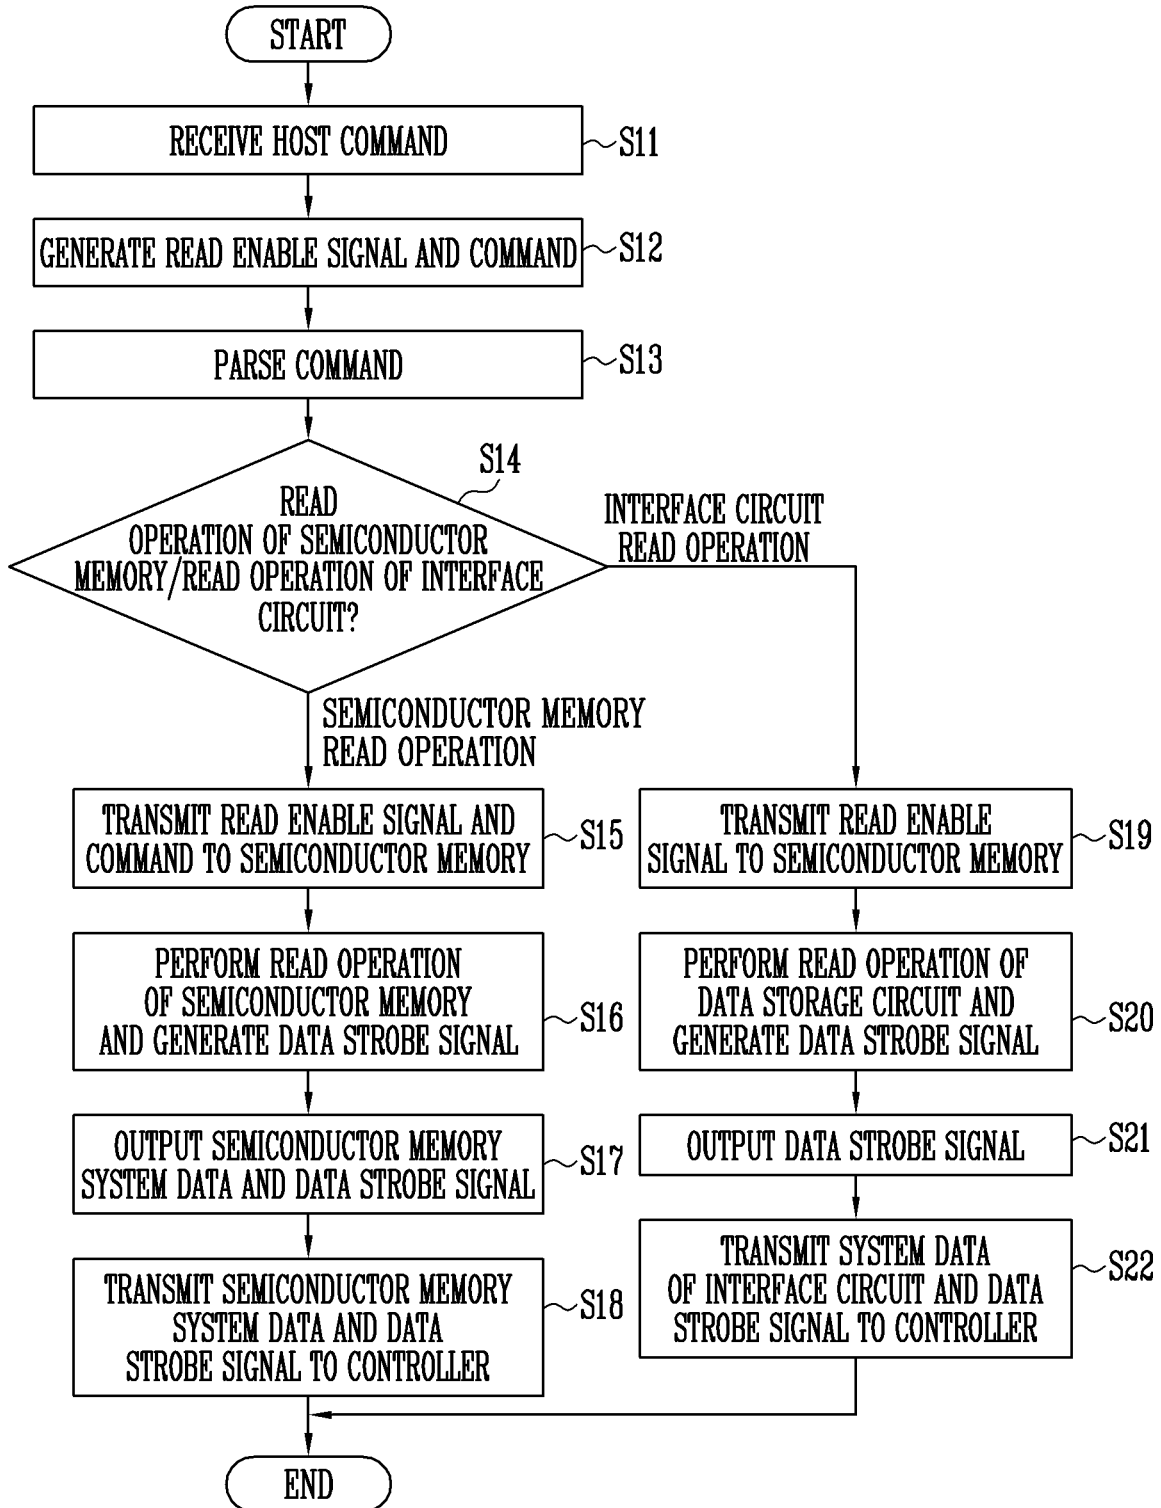 START
RECEIVE HOST COMMAND
S11
GENERATE READ ENABLE SIGNAL AND COMMAND
S12
PARSE COMMAND
S13
S14
READ
OPERATION OF SEMICONDUCTOR
MEMORY/READ OPERATION OF INTERFACE
CIRCUIT?
INTERFACE CIRCUIT
READ OPERATION
SEMICONDUCTOR MEMORY
READ OPERATION
TRANSMIT READ ENABLE SIGNAL AND
COMMAND TO SEMICONDUCTOR MEMORY
S15
PERFORM READ OPERATION
OF SEMICONDUCTOR MEMORY
AND GENERATE DATA STROBE SIGNAL
S16
OUTPUT SEMICONDUCTOR MEMORY
SYSTEM DATA AND DATA STROBE SIGNAL
S17
TRANSMIT SEMICONDUCTOR MEMORY
SYSTEM DATA AND DATA
STROBE SIGNAL TO CONTROLLER
S18
TRANSMIT READ ENABLE
SIGNAL TO SEMICONDUCTOR MEMORY
S19
PERFORM READ OPERATION OF
DATA STORAGE CIRCUIT AND
GENERATE DATA STROBE SIGNAL
S20
OUTPUT DATA STROBE SIGNAL
S21
TRANSMIT SYSTEM DATA
OF INTERFACE CIRCUIT AND DATA
STROBE SIGNAL TO CONTROLLER
S22
END